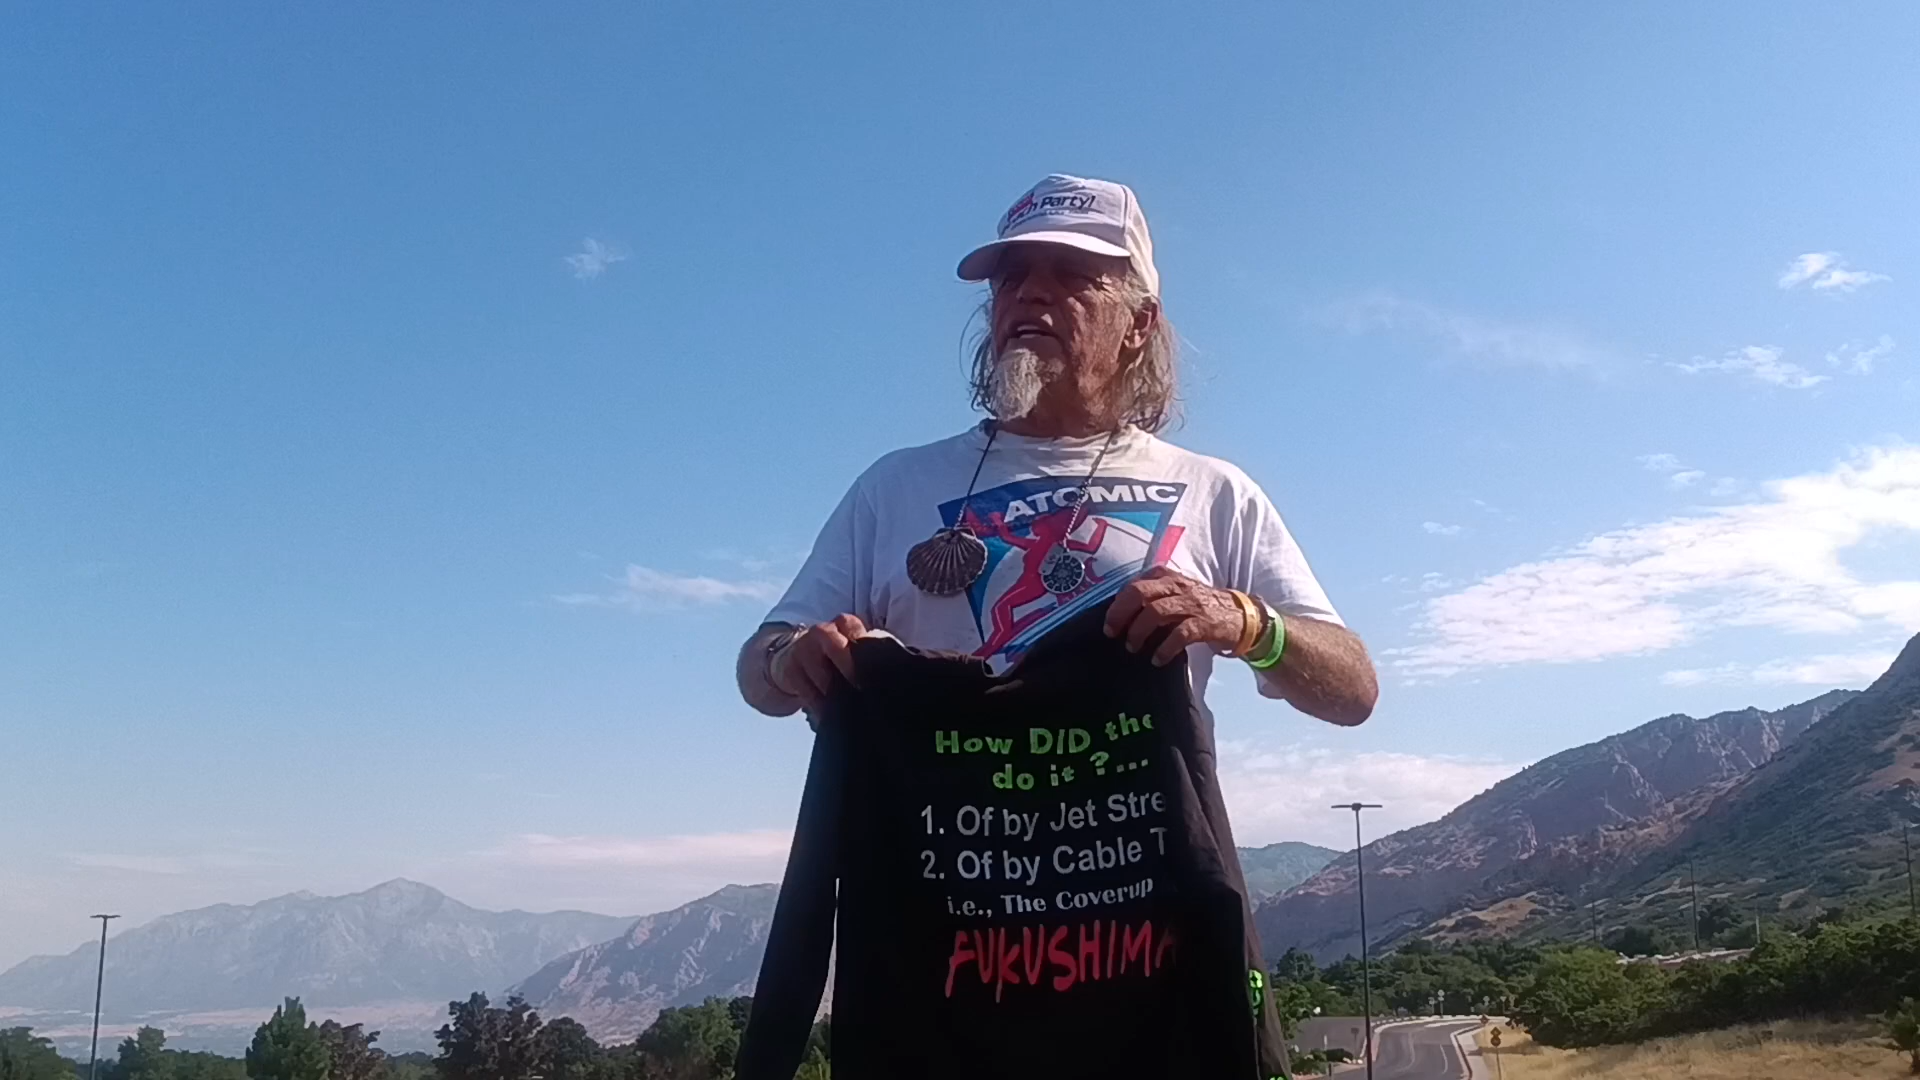 Party!
ATOMIC
How DID the
do it ?...
1. Of by Jet Stre
2. Of by Cable T
i.e., The Coverup
FUKUSHIMA